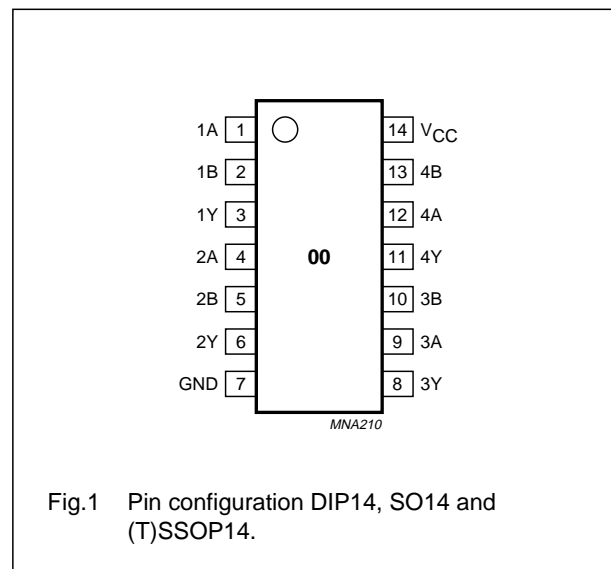 1A 1 14 VCC
1B 2 13 4B
1Y 3 12 4A
2A 4 00 11 4Y
2B 5 10 3B
2Y 6 9 3A
GND 7 8 3Y
MNA210
Fig.1 Pin configuration DIP14, SO14 and
(T)SSOP14.